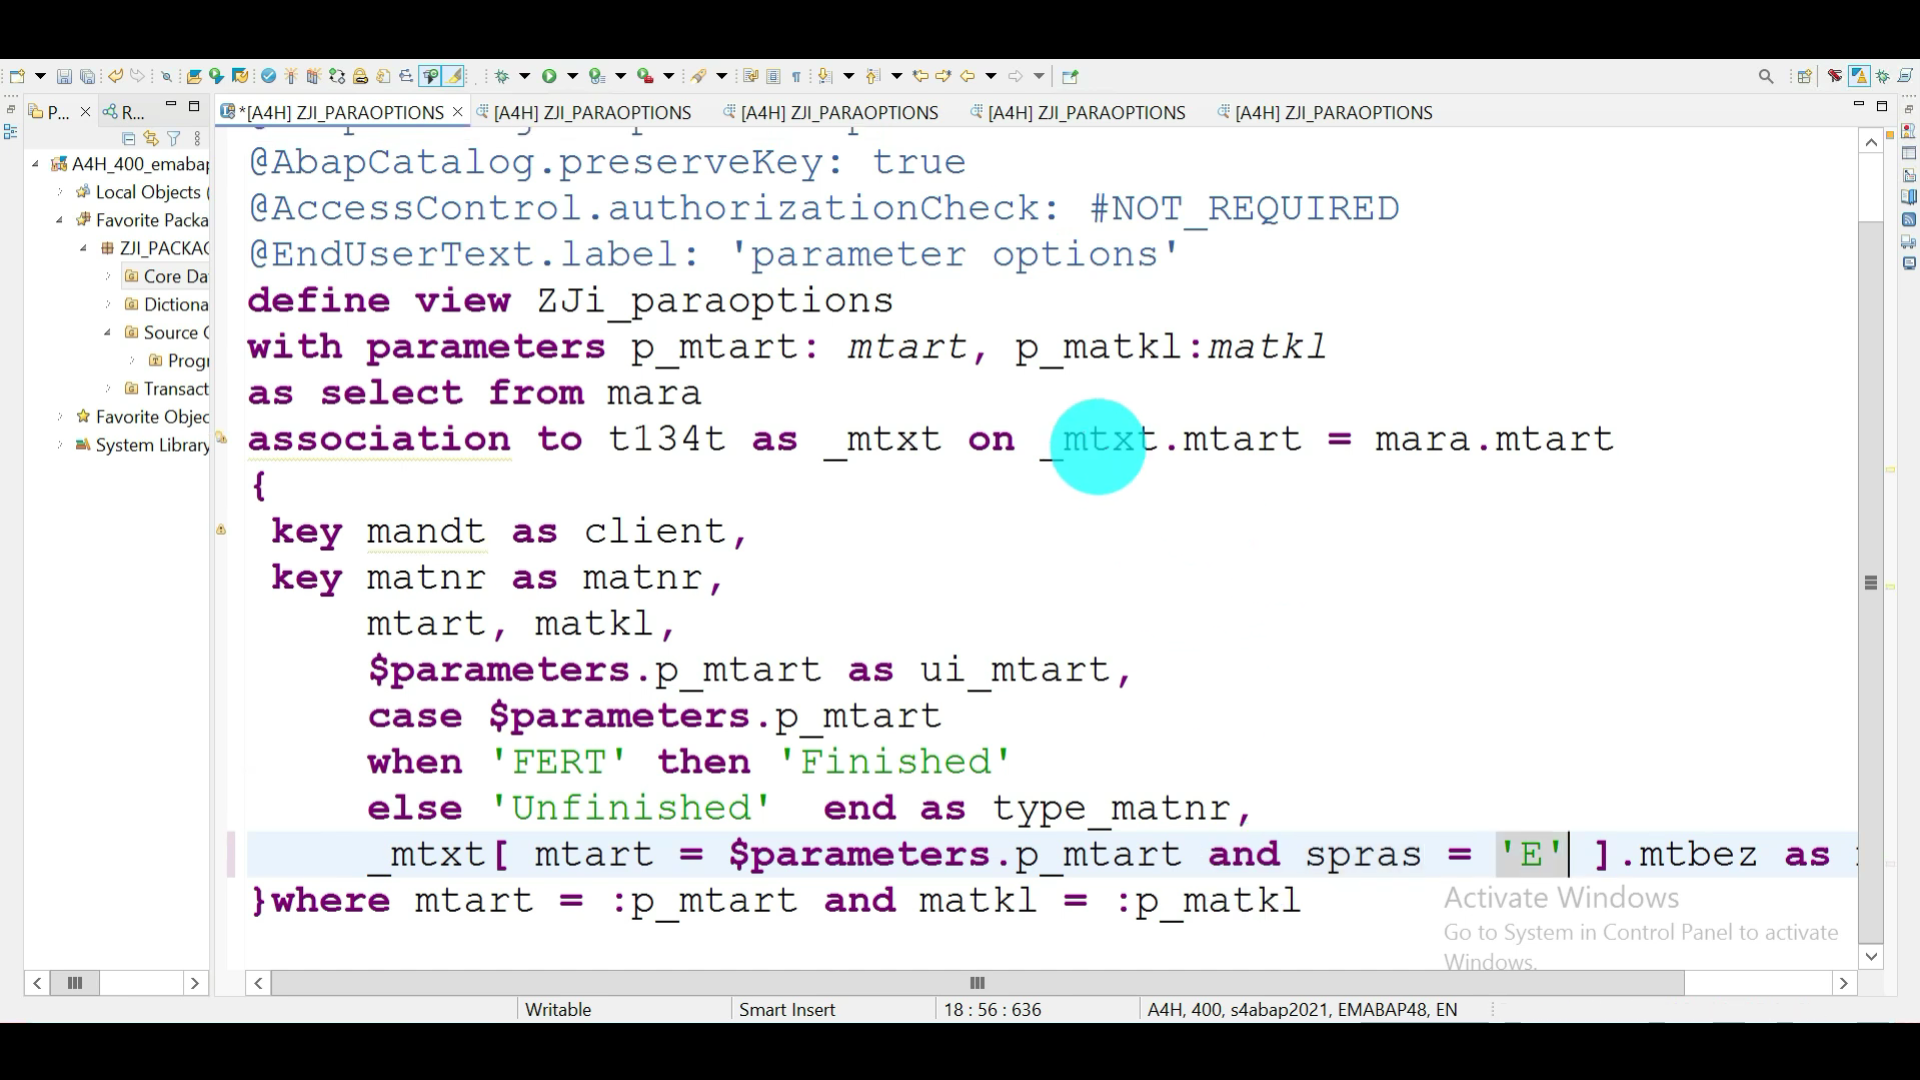 P...
R...
*[A4H] ZJI_PARAOPTIONS
[A4H] ZJI_PARAOPTIONS
[A4H] ZJI_PARAOPTIONS
[A4H] ZJI_PARAOPTIONS
[A4H] ZJI_PARAOPTIONS
A4H_400_emabap
Local Objects (
Favorite Packa
ZJI_PACKAG
Core Da
Dictiona
Source C
Progr
Transact
Favorite Objec
System Library
@AbapCatalog.preserveKey: true
@AccessControl.authorizationCheck: #NOT_REQUIRED
@EndUserText.label: 'parameter options'
define view ZJi_paraoptions
with parameters p_mtart: mtart, p_matkl:matkl
as select from mara
association to t134t as _mtxt on _mtxt.mtart = mara.mtart
{
key mandt as client,
key matnr as matnr,
mtart, matkl,
$parameters.p_mtart as ui_mtart,
case $parameters.p_mtart
when 'FERT' then 'Finished'
else 'Unfinished' end as type_matnr,
_mtxt[ mtart = $parameters.p_mtart and spras = 'E' ].mtbez as
}where mtart = :p_mtart and matkl = :p_matkl
Activate Windows
Go to System in Control Panel to activate
Windows.
Writable
Smart Insert
18 : 56 : 636
A4H, 400, s4abap2021, EMABAP48, EN